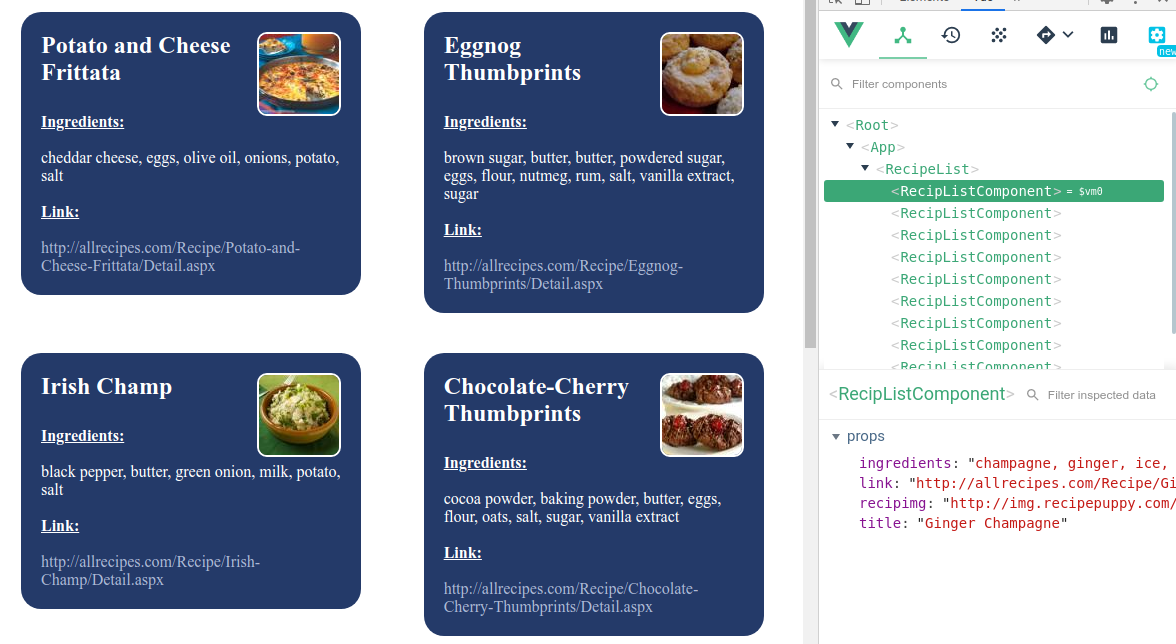 Potato and Cheese
Frittata
Ingredients:
cheddar cheese, eggs, olive oil, onions, potato,
salt
Link:
http://allrecipes.com/Recipe/Potato-and-
Cheese-Frittata/Detail.aspx
Eggnog
Thumbprints
Ingredients:
brown sugar, butter, butter, powdered sugar,
eggs, flour, nutmeg, rum, salt, vanilla extract,
sugar
Link:
http://allrecipes.com/Recipe/Eggnog-
Thumbprints/Detail.aspx
Irish Champ
Ingredients:
black pepper, butter, green onion, milk, potato,
salt
Link:
http://allrecipes.com/Recipe/Irish-
Champ/Detail.aspx
Chocolate-Cherry
Thumbprints
Ingredients:
cocoa powder, baking powder, butter, eggs,
flour, oats, salt, sugar, vanilla extract
Link:
http://allrecipes.com/Recipe/Chocolate-
Cherry-Thumbprints/Detail.aspx
new
Filter components
<Root>
<App>
<RecipeList>
<RecipListComponent> = $vm0
<RecipListComponent>
<RecipListComponent>
<RecipListComponent>
<RecipListComponent>
<RecipListComponent>
<RecipListComponent>
<RecipListComponent>
<RecipListComponent>
<RecipListComponent> Filter inspected data
props
ingredients: "champagne, ginger, ice,
link: "http://allrecipes.com/Recipe/Gi
recipimg: "http://img.recipepuppy.com/
title: "Ginger Champagne"